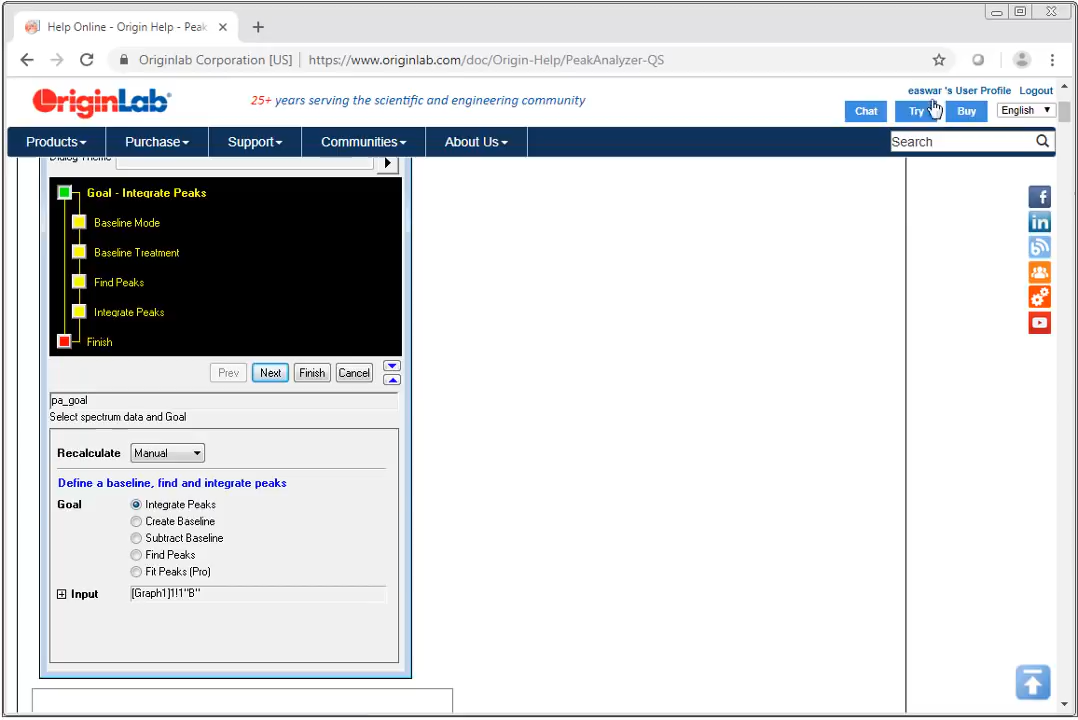 Help Online - Origin Help - Peak
Originlab Corporation [US] https://www.originlab.com/doc/Origin-Help/PeakAnalyzer-QS
easwar 's User Profile Logout
OriginLab® 25+ years serving the scientific and engineering community
Chat Try Buy English
Products Purchase Support Communities About Us Search
Dialog Theme
Goal - Integrate Peaks
Baseline Mode
Baseline Treatment
Find Peaks
Integrate Peaks
Finish
Prev Next Finish Cancel
pa_goal
Select spectrum data and Goal
Recalculate Manual
Define a baseline, find and integrate peaks
Goal Integrate Peaks
Create Baseline
Subtract Baseline
Find Peaks
Fit Peaks (Pro)
Input [Graph1]1!1"B"